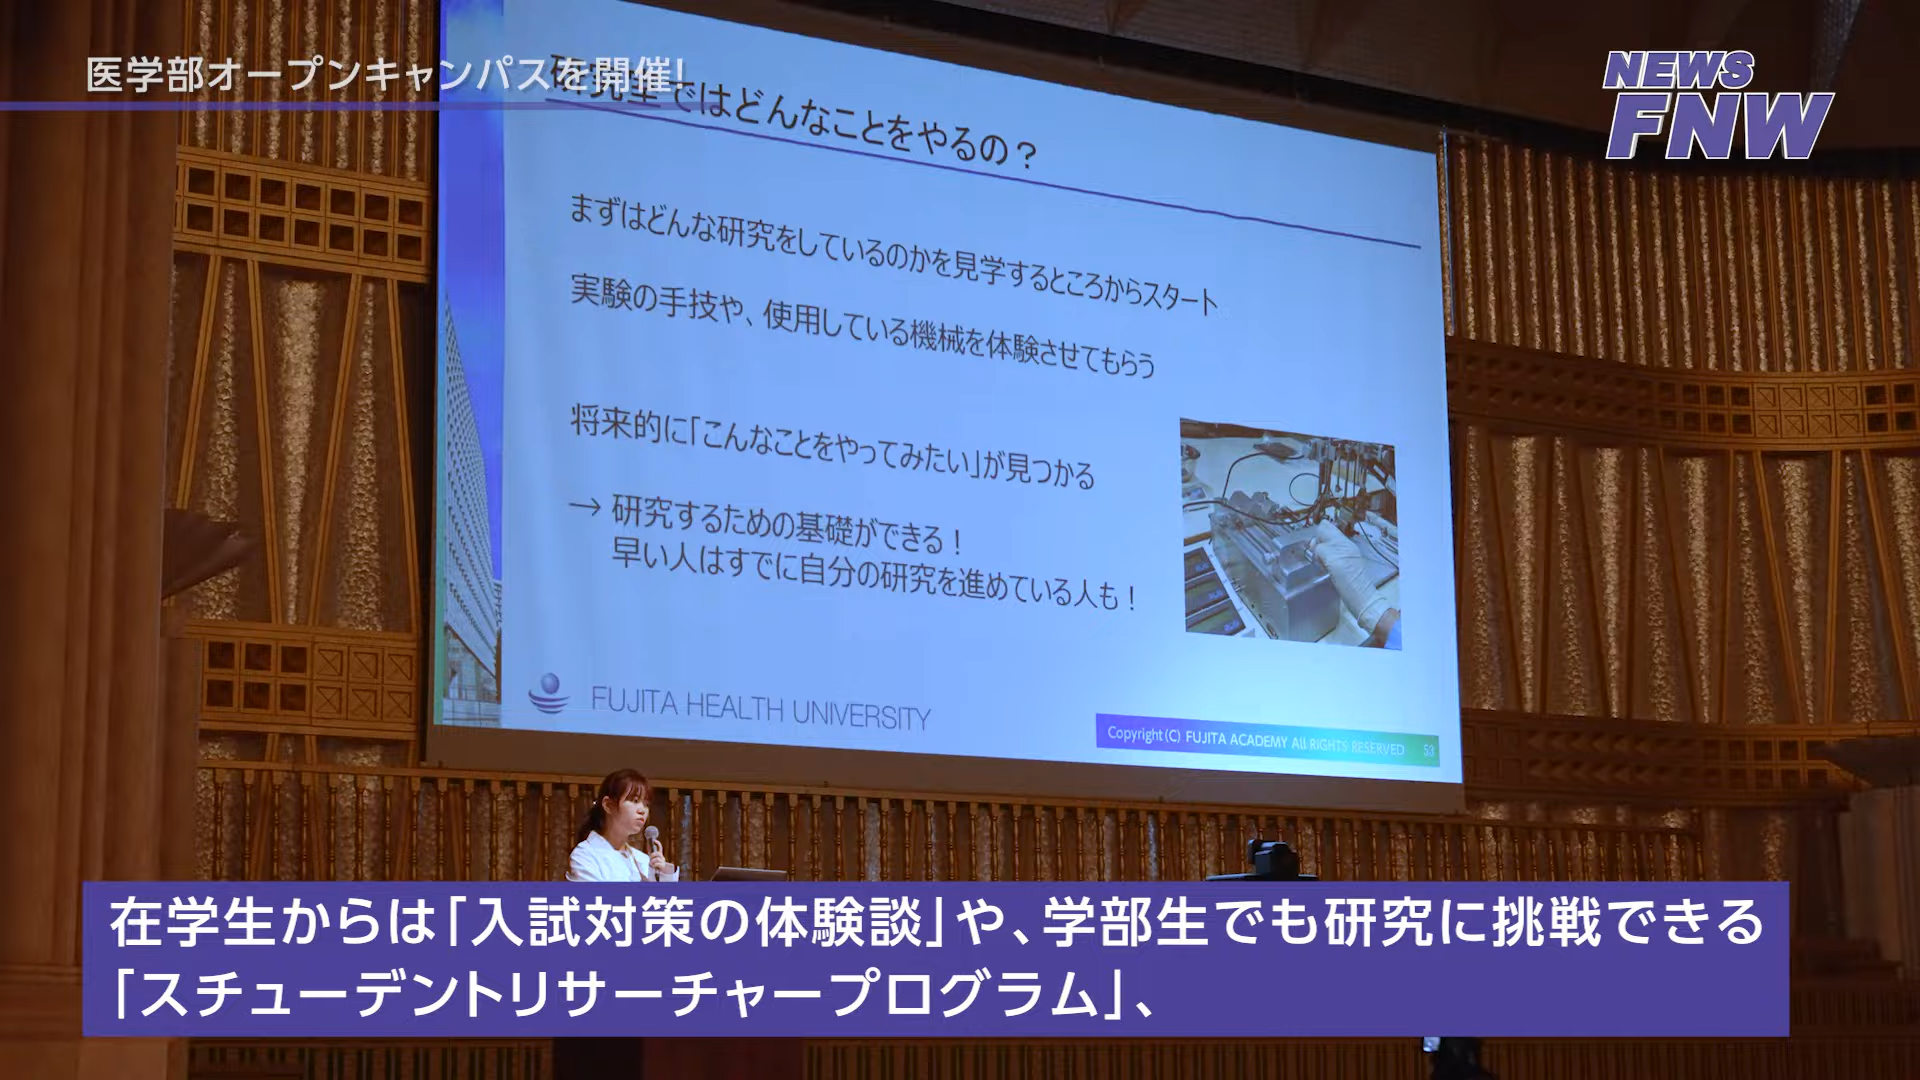 医学部オープンキャンパスを開催!
NEWS
FNW
研究室ではどんなことをやるの？
まずはどんな研究をしているのかを見学するところからスタート
実験の手技や、使用している機械を体験させてもらう
将来的に「こんなことをやってみたい」が見つかる
→ 研究するための基礎ができる！
早い人はすでに自分の研究を進めている人も！
FUJITA HEALTH UNIVERSITY
Copyright(C) FUJITA ACADEMY All RIGHTS RESERVED 53
在学生からは「入試対策の体験談」や、学部生でも研究に挑戦できる
「スチューデントリサーチャープログラム」、